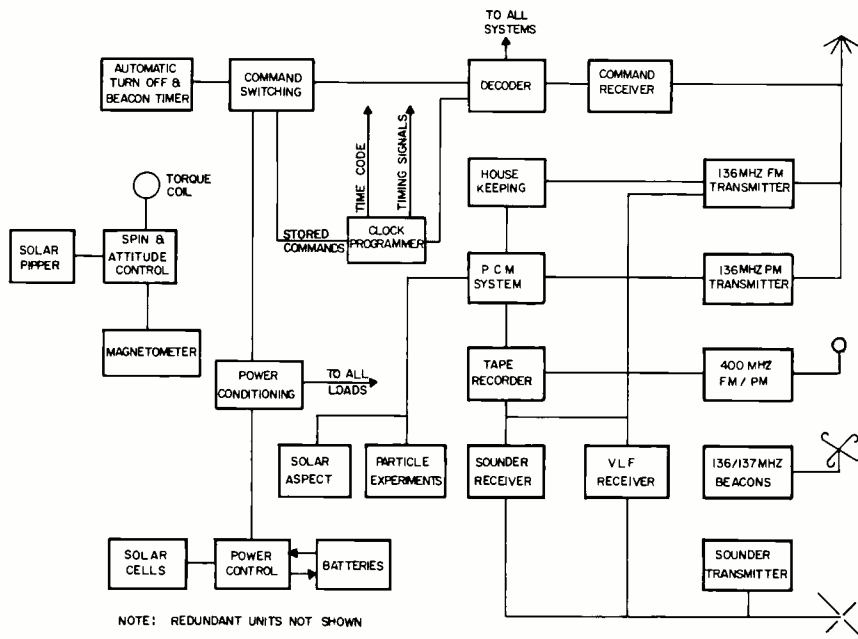 TO ALL
SYSTEMS
AUTOMATIC
TURN OFF &
BEACON TIMER
COMMAND
SWITCHING
DECODER
COMMAND
RECEIVER
TIME CODE
TIMING SIGNALS
TORQUE
COIL
HOUSE
KEEPING
136MHZ FM
TRANSMITTER
STORED
COMMANDS
CLOCK
PROGRAMMER
SOLAR
PIPPER
SPIN &
ATTITUDE
CONTROL
P C M
SYSTEM
136MHZ PM
TRANSMITTER
MAGNETOMETER
POWER
CONDITIONING
TO ALL
LOADS
TAPE
RECORDER
400 MHZ
FM / PM
SOLAR
ASPECT
PARTICLE
EXPERIMENTS
SOUNDER
RECEIVER
V L F
RECEIVER
136/137MHZ
BEACONS
SOLAR
CELLS
POWER
CONTROL
BATTERIES
SOUNDER
TRANSMITTER
NOTE: REDUNDANT UNITS NOT SHOWN